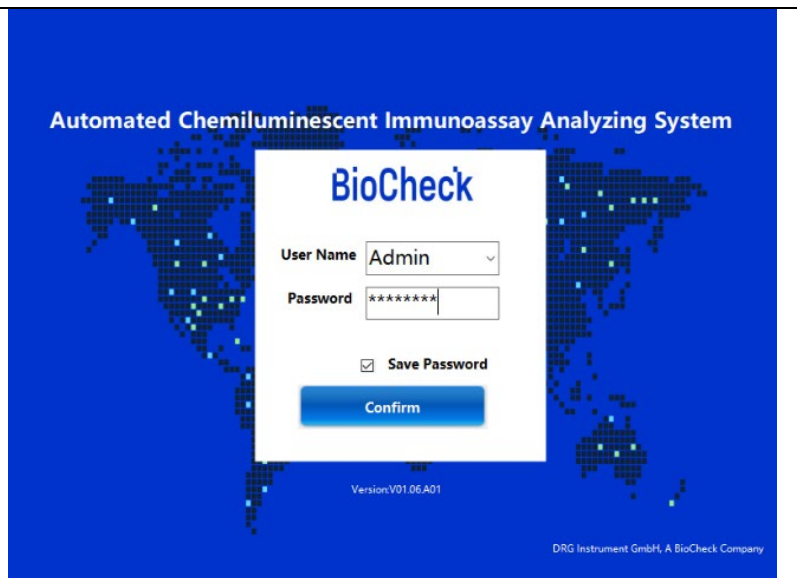 Automated Chemiluminescent Immunoassay Analyzing System
BioCheck
User Name Admin
Password ********
Save Password
Confirm
Version:V01.06.A01
DRG Instrument GmbH, A BioCheck Company